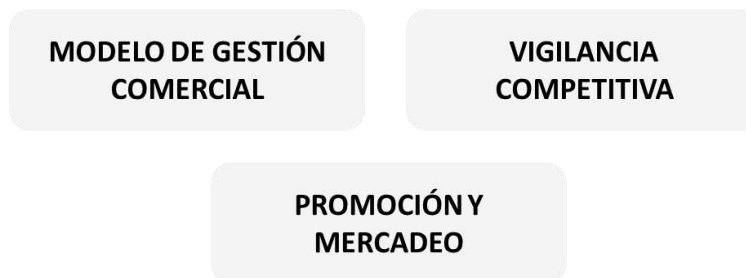 MODELO DE GESTIÓN
COMERCIAL
VIGILANCIA
COMPETITIVA
PROMOCIÓN Y
MERCADEO